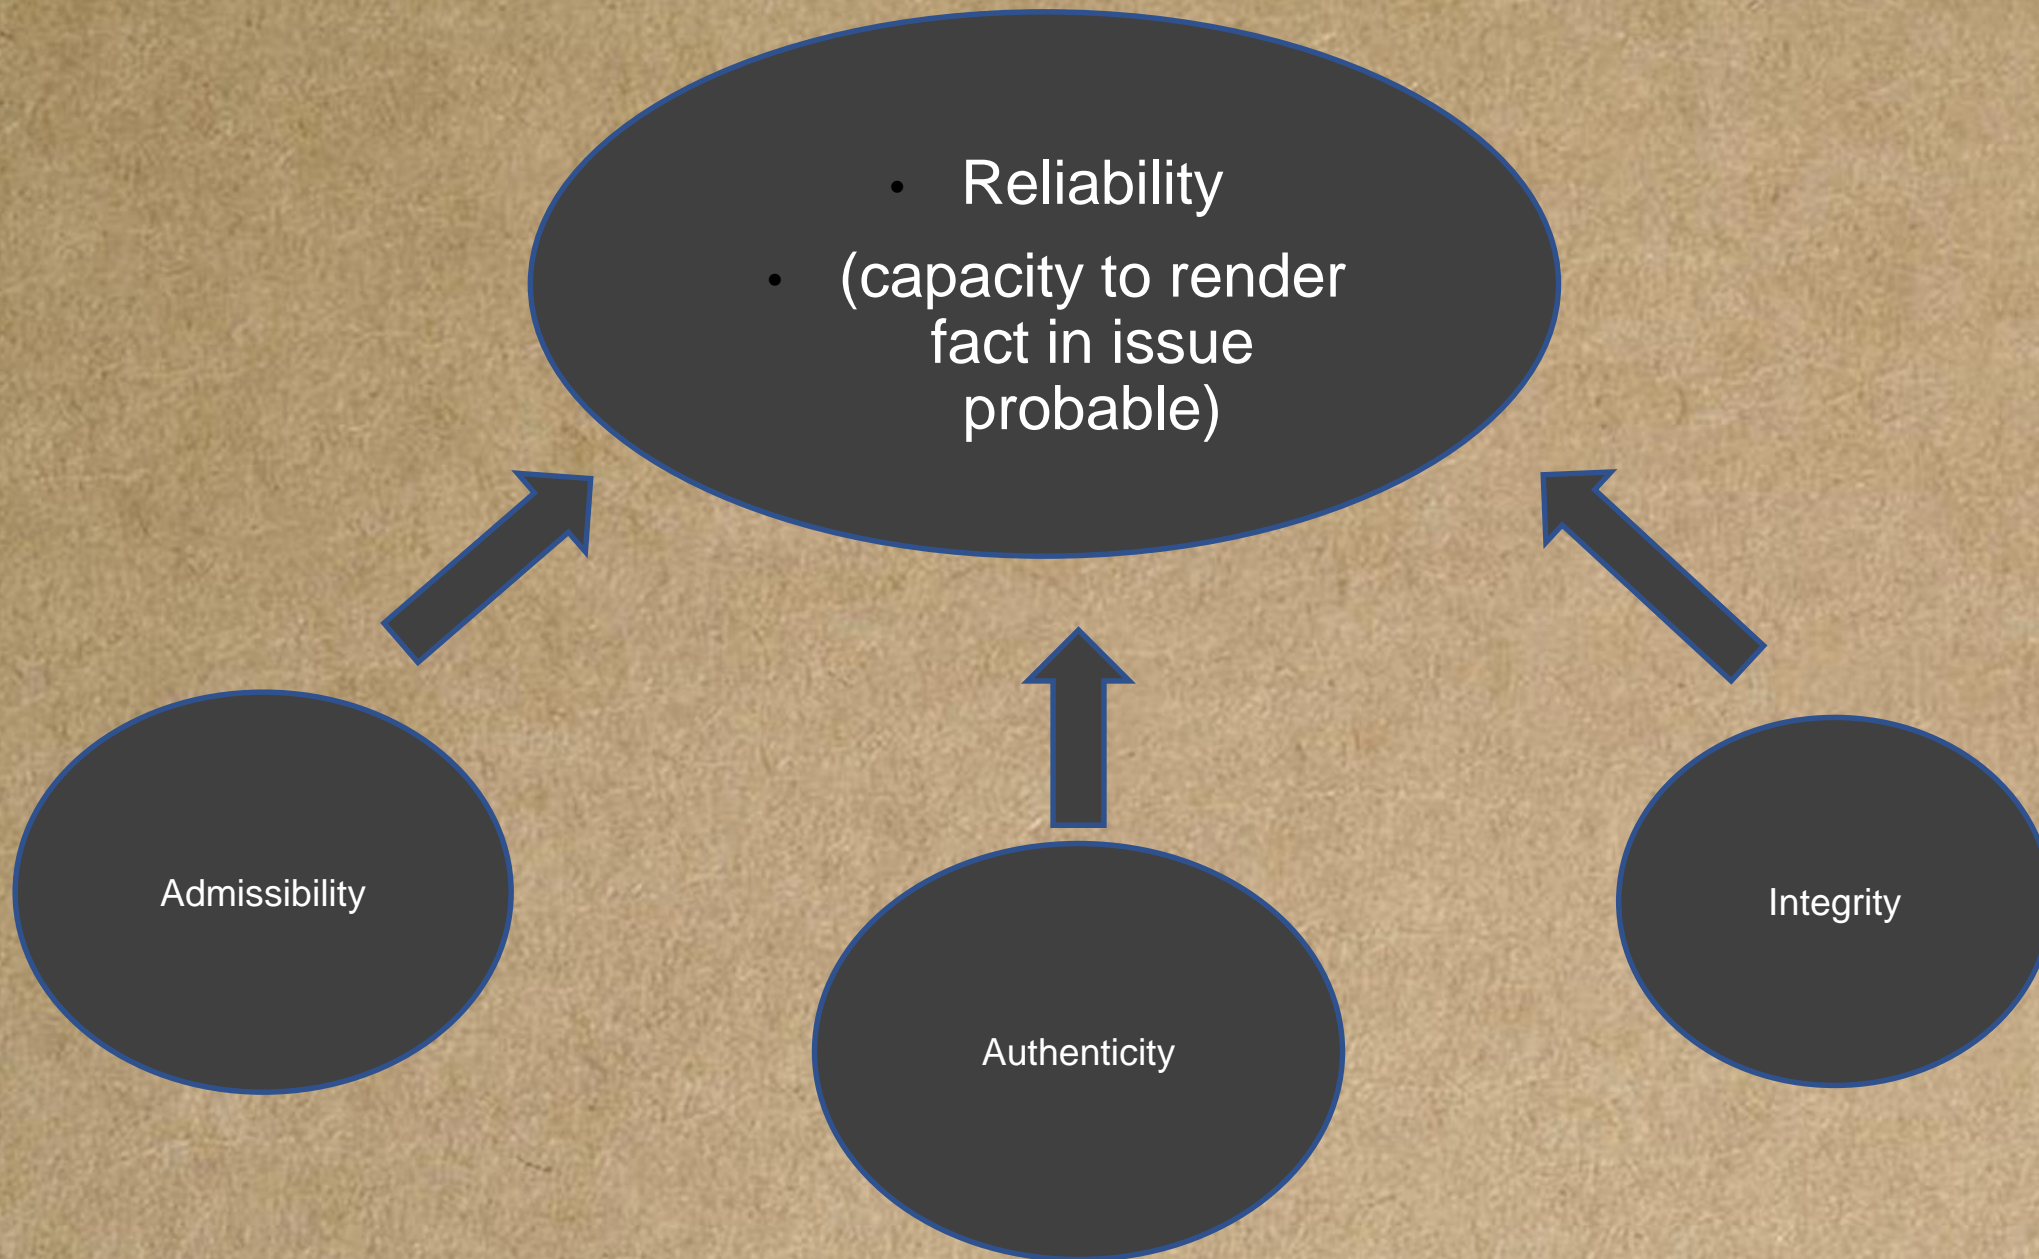 • Reliability
• (capacity to render
fact in issue
probable)
Admissibility
Integrity
Authenticity